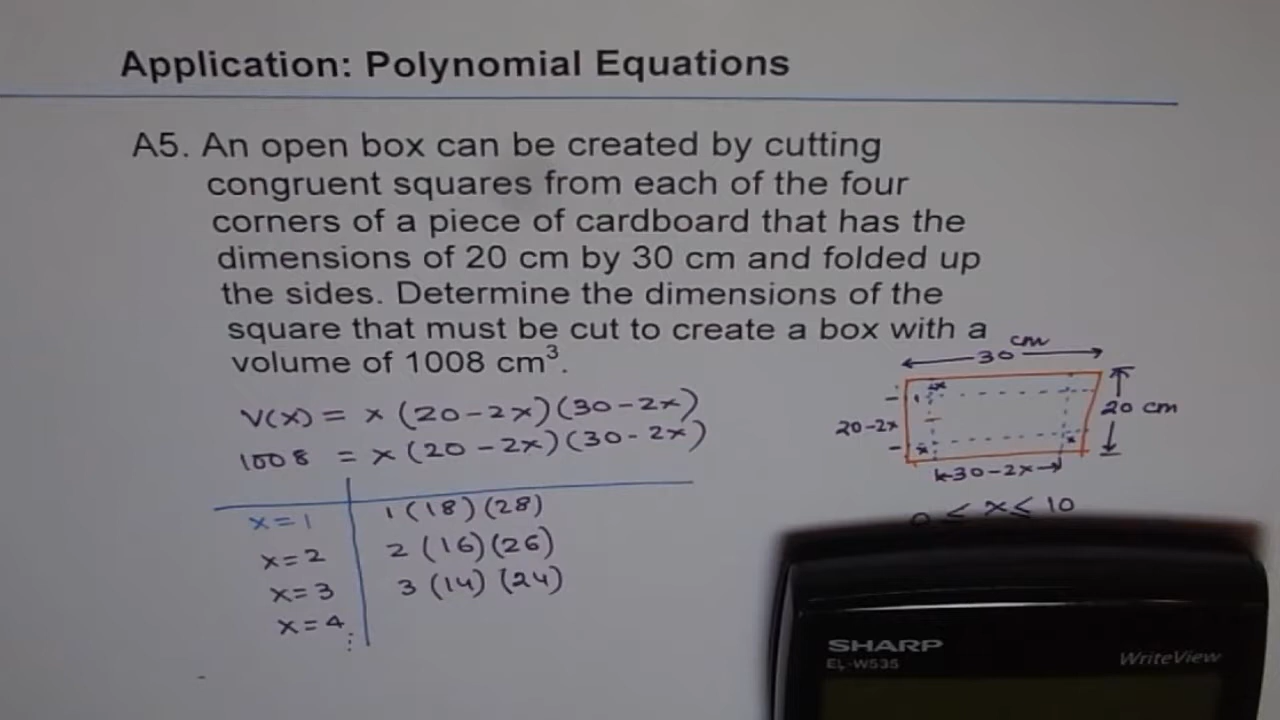 Application: Polynomial Equations
A5. An open box can be created by cutting
congruent squares from each of the four
corners of a piece of cardboard that has the
dimensions of 20 cm by 30 cm and folded up
the sides. Determine the dimensions of the
square that must be cut to create a box with a
volume of 1008 cm³.
cm
30
20 cm
20-2x
x
x
x
30-2x
0 ≤ x ≤ 10
V(x) = x (20-2x)(30-2x)
1008 = x (20-2x)(30-2x)
x=1 1(18)(28)
x=2 2(16)(26)
x=3 3(14)(24)
x=4
⋮
SHARP
EL-W535
WriteView